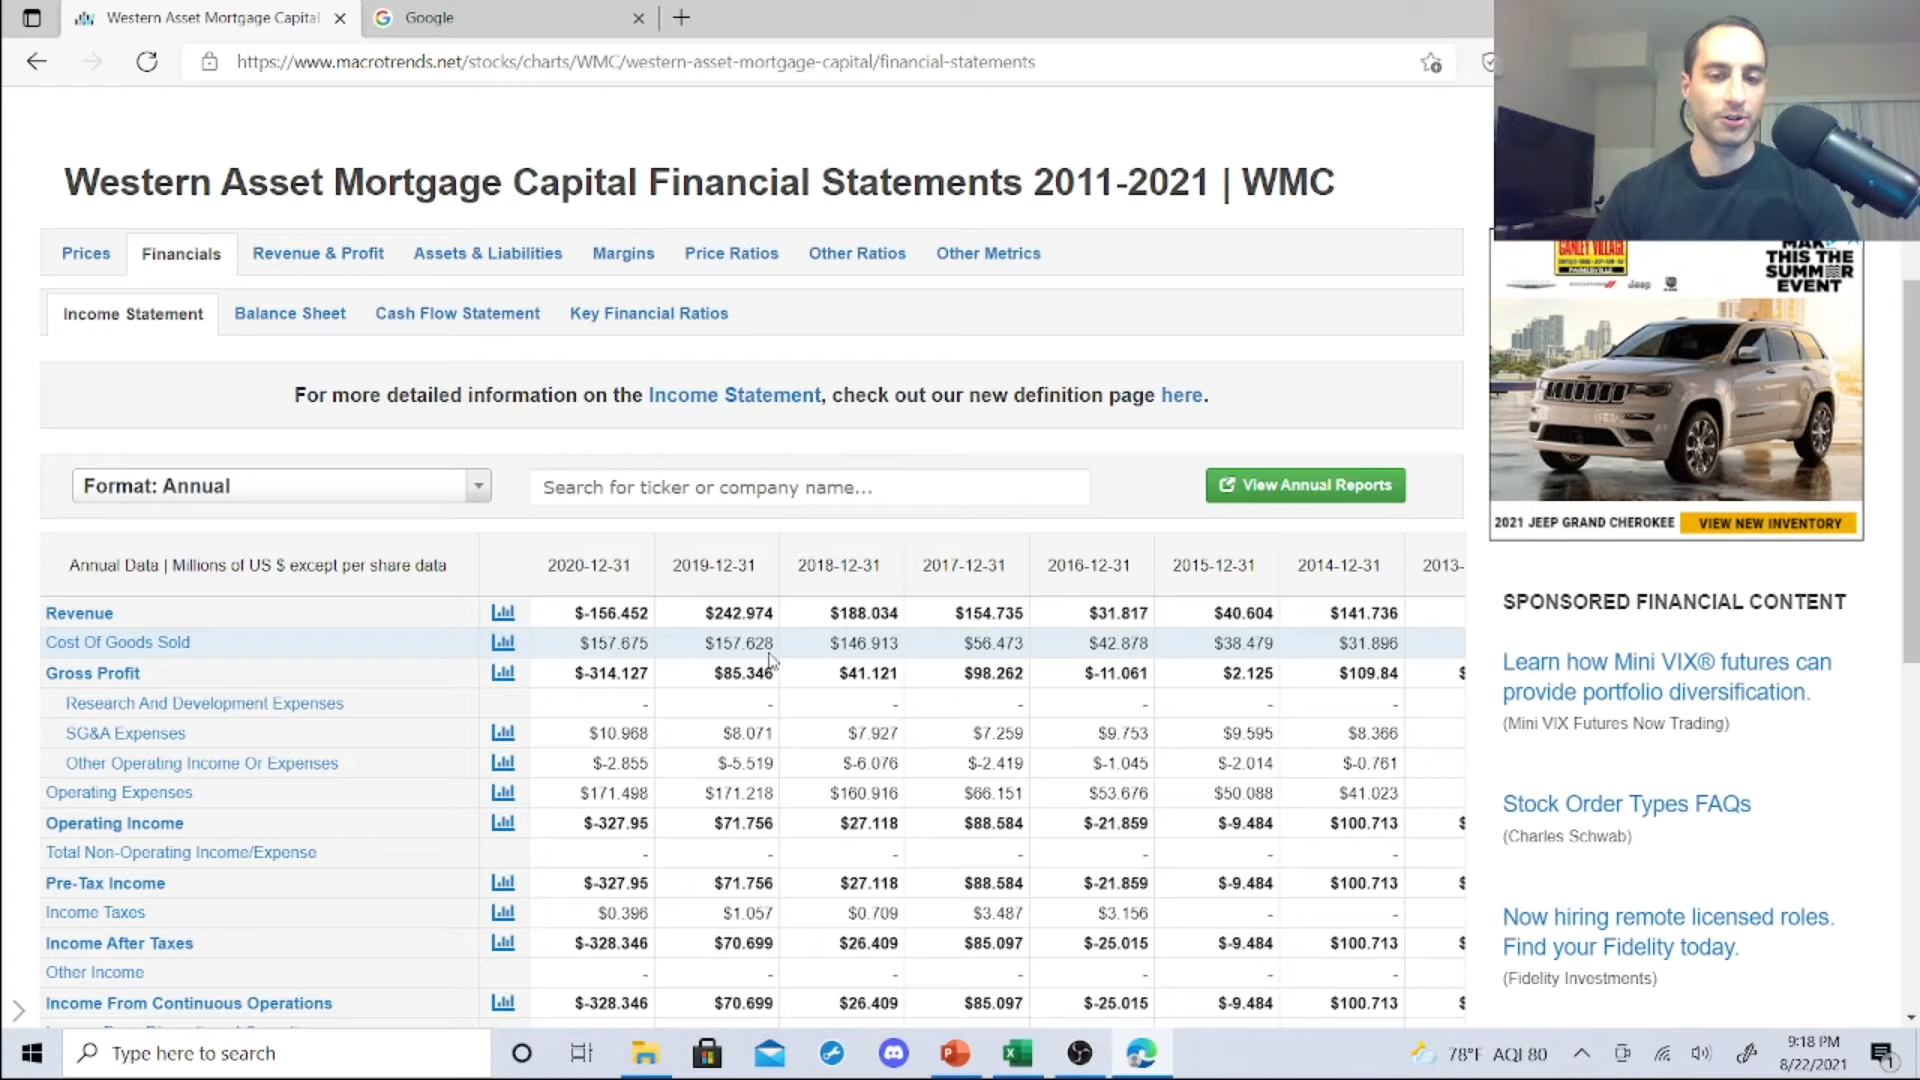 Western Asset Mortgage Capital
Google
https://www.macrotrends.net/stocks/charts/WMC/western-asset-mortgage-capital/financial-statements
Western Asset Mortgage Capital Financial Statements 2011-2021 | WMC
Prices Financials Revenue & Profit Assets & Liabilities Margins Price Ratios Other Ratios Other Metrics
Income Statement Balance Sheet Cash Flow Statement Key Financial Ratios
For more detailed information on the Income Statement, check out our new definition page here.
Format: Annual Search for ticker or company name... View Annual Reports
Annual Data | Millions of US $ except per share data 2020-12-31 2019-12-31 2018-12-31 2017-12-31 2016-12-31 2015-12-31 2014-12-31 2013-
Revenue $-156.452 $242.974 $188.034 $154.735 $31.817 $40.604 $141.736
Cost Of Goods Sold $157.675 $157.628 $146.913 $56.473 $42.878 $38.479 $31.896
Gross Profit $-314.127 $85.346 $41.121 $98.262 $-11.061 $2.125 $109.84 $
Research And Development Expenses - - - - - - -
SG&A Expenses $10.968 $8.071 $7.927 $7.259 $9.753 $9.595 $8.366
Other Operating Income Or Expenses $-2.855 $-5.519 $-6.076 $-2.419 $-1.045 $-2.014 $-0.761
Operating Expenses $171.498 $171.218 $160.916 $66.151 $53.676 $50.088 $41.023
Operating Income $-327.95 $71.756 $27.118 $88.584 $-21.859 $-9.484 $100.713 $
Total Non-Operating Income/Expense - - - - - - -
Pre-Tax Income $-327.95 $71.756 $27.118 $88.584 $-21.859 $-9.484 $100.713 $
Income Taxes $0.396 $1.057 $0.709 $3.487 $3.156 - -
Income After Taxes $-328.346 $70.699 $26.409 $85.097 $-25.015 $-9.484 $100.713 $
Other Income - - - - - - -
Income From Continuous Operations $-328.346 $70.699 $26.409 $85.097 $-25.015 $-9.484 $100.713 $
GANLEY VILLAGE
PAINESVILLE
Jeep
THIS THE
SUMMER
EVENT
2021 JEEP GRAND CHEROKEE VIEW NEW INVENTORY
SPONSORED FINANCIAL CONTENT
Learn how Mini VIX® futures can
provide portfolio diversification.
(Mini VIX Futures Now Trading)
Stock Order Types FAQs
(Charles Schwab)
Now hiring remote licensed roles.
Find your Fidelity today.
(Fidelity Investments)
Type here to search
78°F AQI 80
9:18 PM
8/22/2021
1